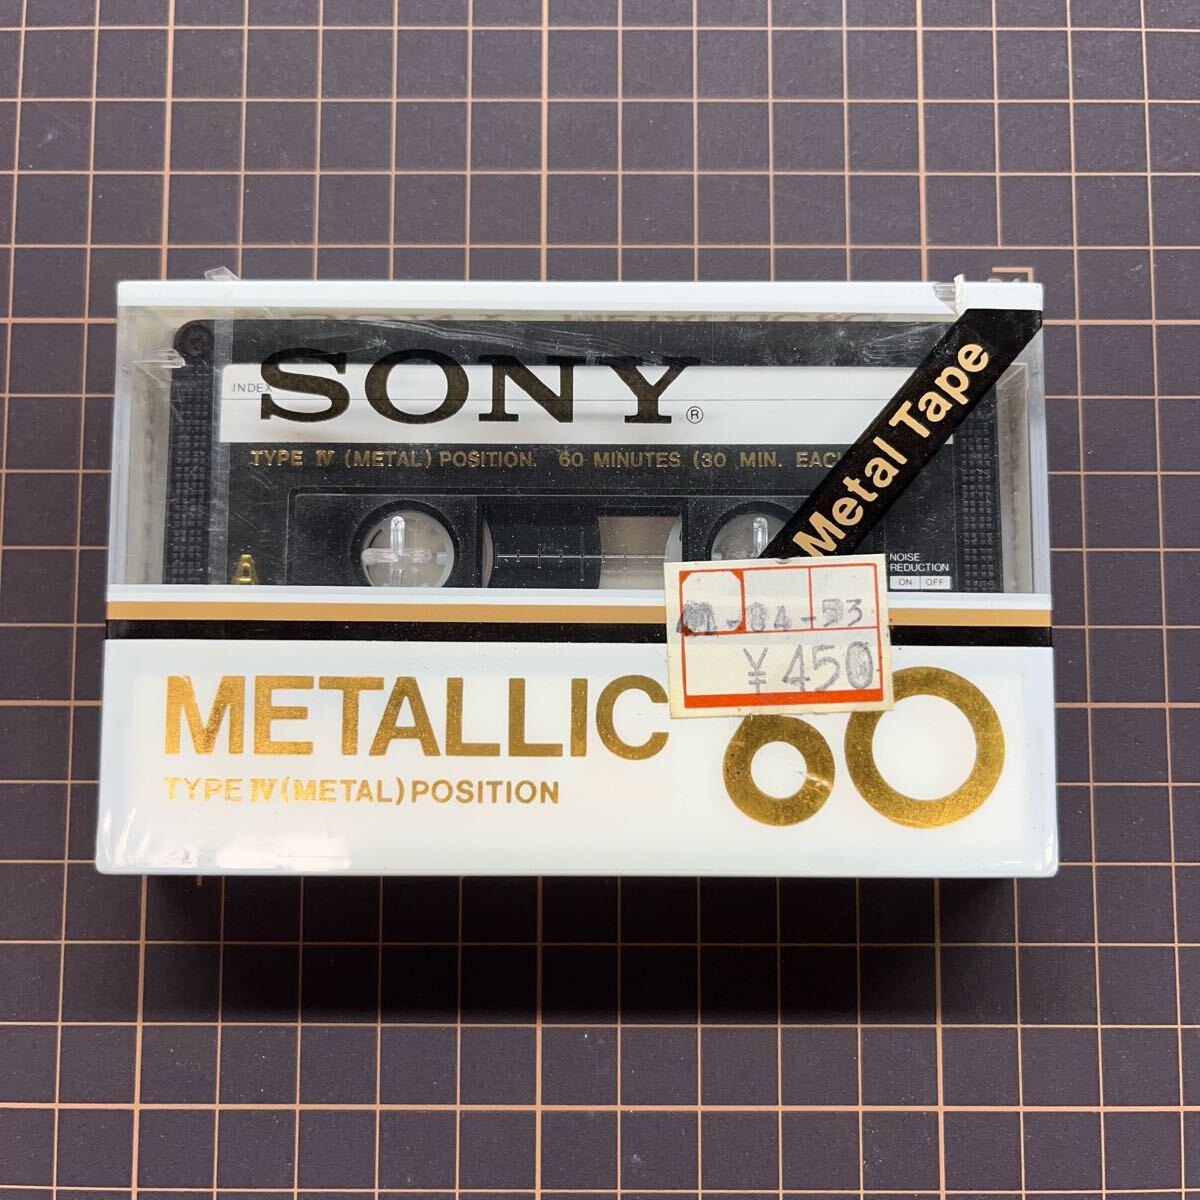 SONY®
INDEX
TYPE IV (METAL) POSITION. 60 MINUTES (30 MIN. EAC
Metal Tape
A
NOISE
REDUCTION
ON OFF
¥450
METALLIC 60
TYPE IV (METAL) POSITION